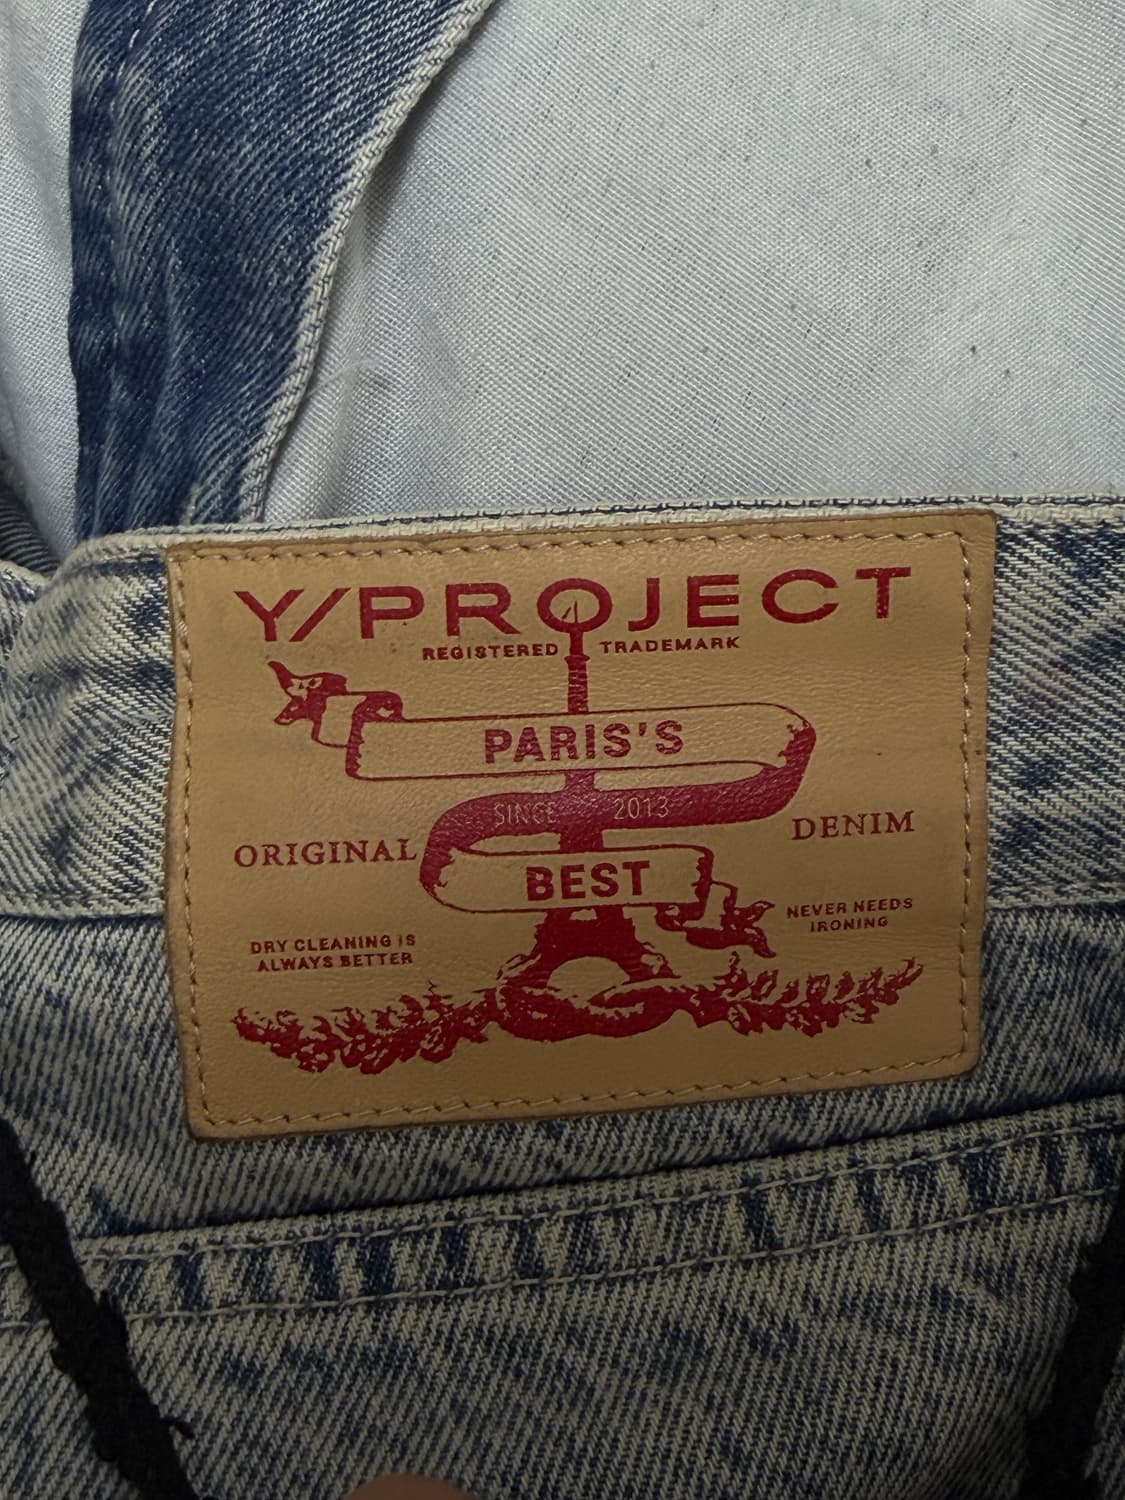 Y/PROJECT
REGISTERED TRADEMARK
PARIS'S
SINCE 2013
ORIGINAL DENIM
BEST
DRY CLEANING IS
ALWAYS BETTER
NEVER NEEDS
IRONING